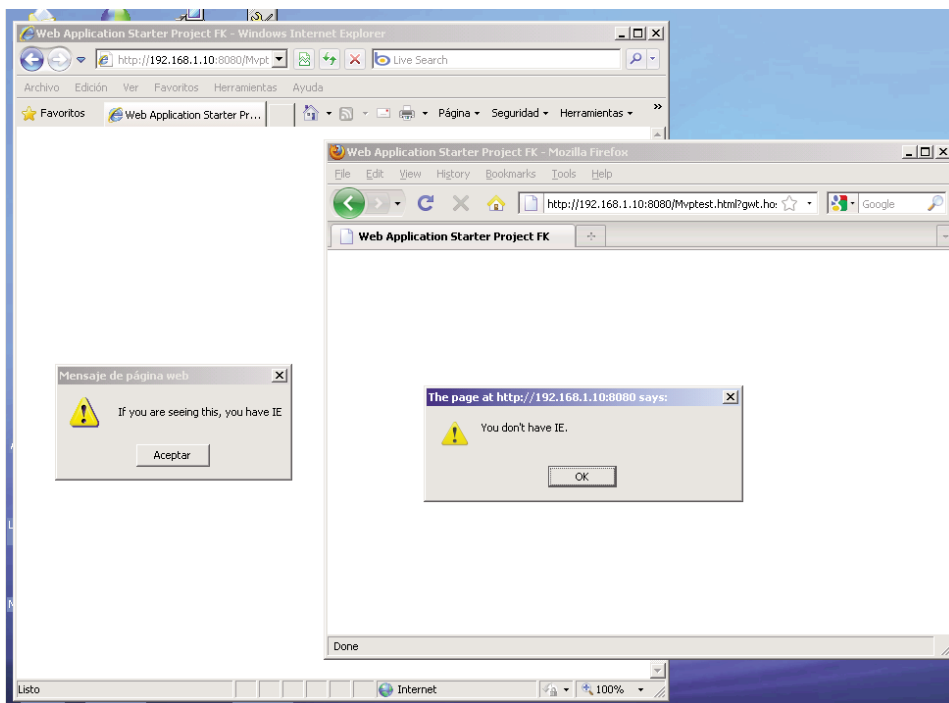 Web Application Starter Project FK - Windows Internet Explorer
http://192.168.1.10:8080/Mvpt
Live Search
Archivo Edición Ver Favoritos Herramientas Ayuda
Favoritos
Web Application Starter Pr...
Página Seguridad Herramientas »
Web Application Starter Project FK - Mozilla Firefox
File Edit View History Bookmarks Tools Help
http://192.168.1.10:8080/Mvptest.html?gwt.ho
Google
Web Application Starter Project FK
Mensaje de página web
If you are seeing this, you have IE
Aceptar
The page at http://192.168.1.10:8080 says:
You don't have IE.
OK
Done
Listo
Internet
100%